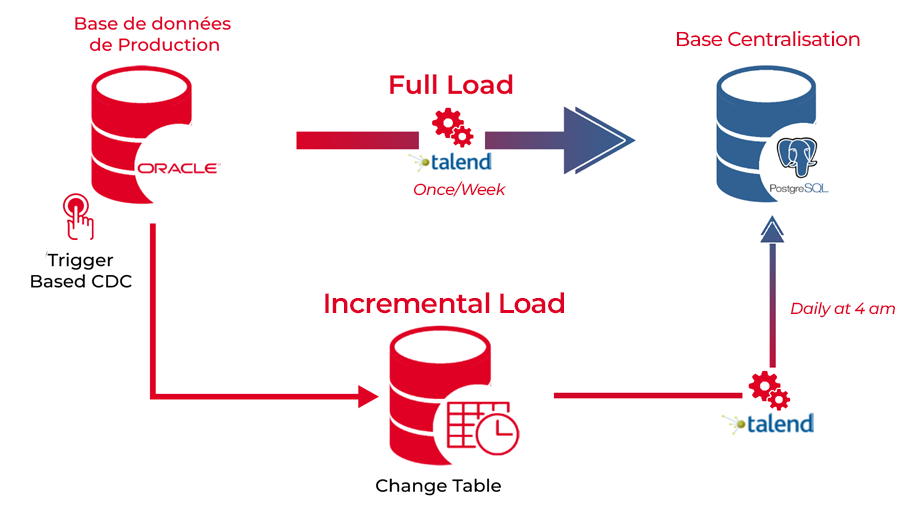 Base de données
de Production
Base Centralisation
Full Load
ORACLE
talend
PostgreSQL
Once/Week
Trigger
Based CDC
Incremental Load
Daily at 4 am
talend
Change Table